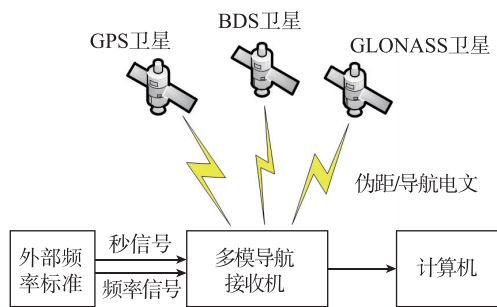 GPS卫星
BDS卫星
GLONASS卫星
伪距/导航电文
外部频
率标准
秒信号
频率信号
多模导航
接收机
计算机